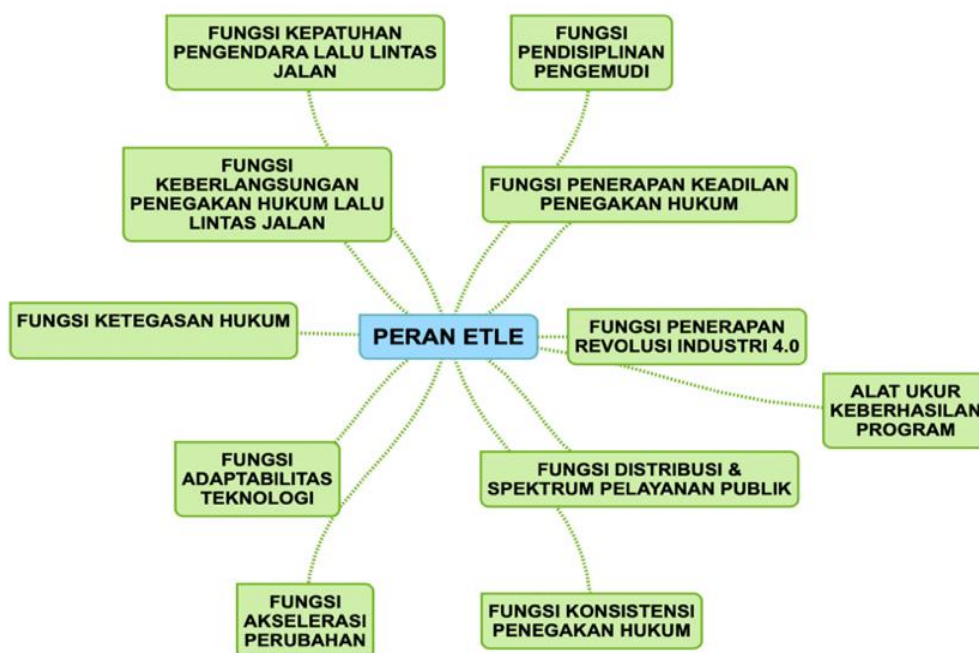 FUNGSI KEPATUHAN
PENGENDARA LALU LINTAS
JALAN
FUNGSI
PENDISIPLINAN
PENGEMUDI
FUNGSI
KEBERLANGSUNGAN
PENEGAKAN HUKUM LALU
LINTAS JALAN
FUNGSI PENERAPAN KEADILAN
PENEGAKAN HUKUM
FUNGSI KETEGASAN HUKUM
PERAN ETLE
FUNGSI PENERAPAN
REVOLUSI INDUSTRI 4.0
ALAT UKUR
KEBERHASILAN
PROGRAM
FUNGSI
ADAPTABILITAS
TEKNOLOGI
FUNGSI DISTRIBUSI &
SPEKTRUM PELAYANAN PUBLIK
FUNGSI
AKSELERASI
PERUBAHAN
FUNGSI KONSISTENSI
PENEGAKAN HUKUM